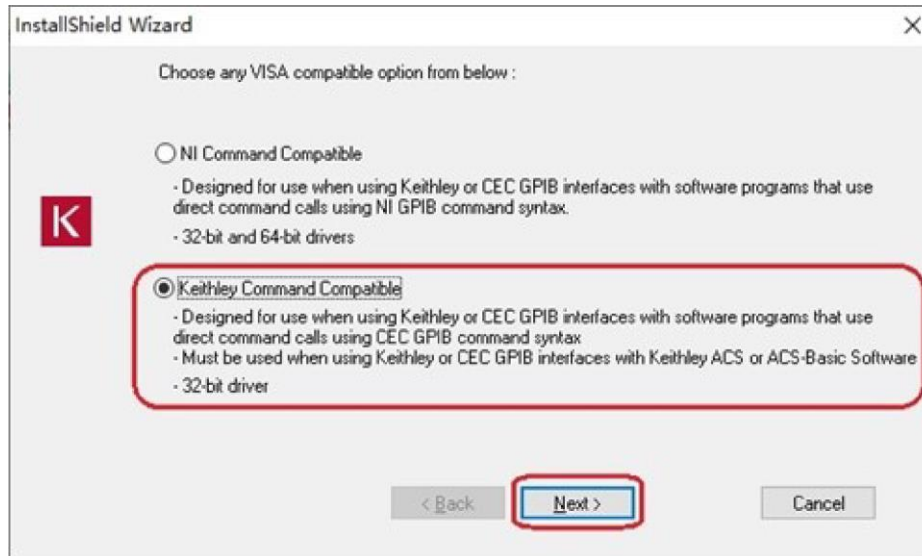 InstallShield Wizard
Choose any VISA compatible option from below :
NI Command Compatible
- Designed for use when using Keithley or CEC GPIB interfaces with software programs that use
direct command calls using NI GPIB command syntax.
- 32-bit and 64-bit drivers
K
Keithley Command Compatible
- Designed for use when using Keithley or CEC GPIB interfaces with software programs that use
direct command calls using CEC GPIB command syntax
- Must be used when using Keithley or CEC GPIB interfaces with Keithley ACS or ACS-Basic Software
- 32-bit driver
< Back
Next >
Cancel